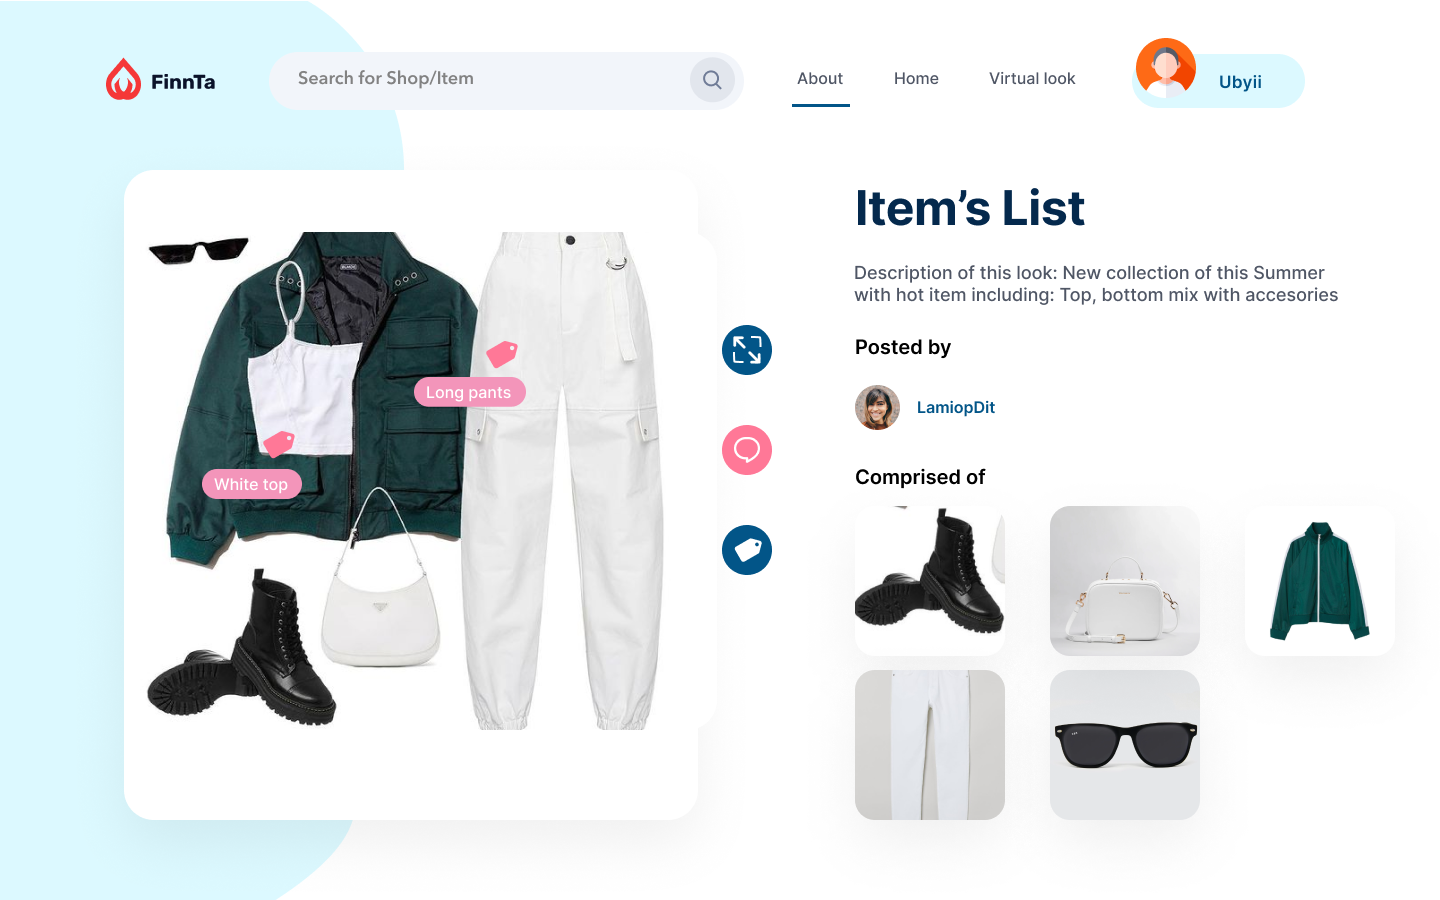 FinnTa
Search for Shop/Item
About
Home
Virtual look
Ubyii
Long pants
White top
Item’s List
Description of this look: New collection of this Summer
with hot item including: Top, bottom mix with accesories
Posted by
LamiopDit
Comprised of